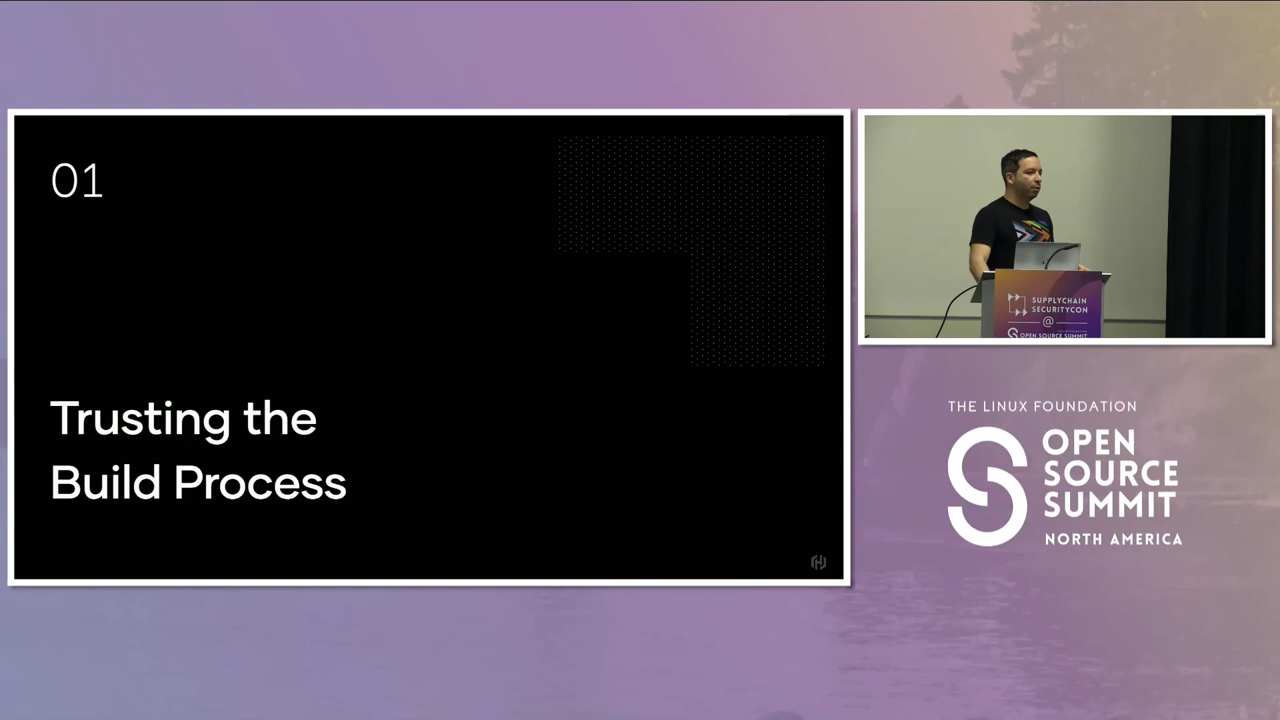 01
Trusting the
Build Process
SUPPLYCHAIN
SECURITYCON
@
OPEN SOURCE SUMMIT
THE LINUX FOUNDATION
OPEN
SOURCE
SUMMIT
NORTH AMERICA